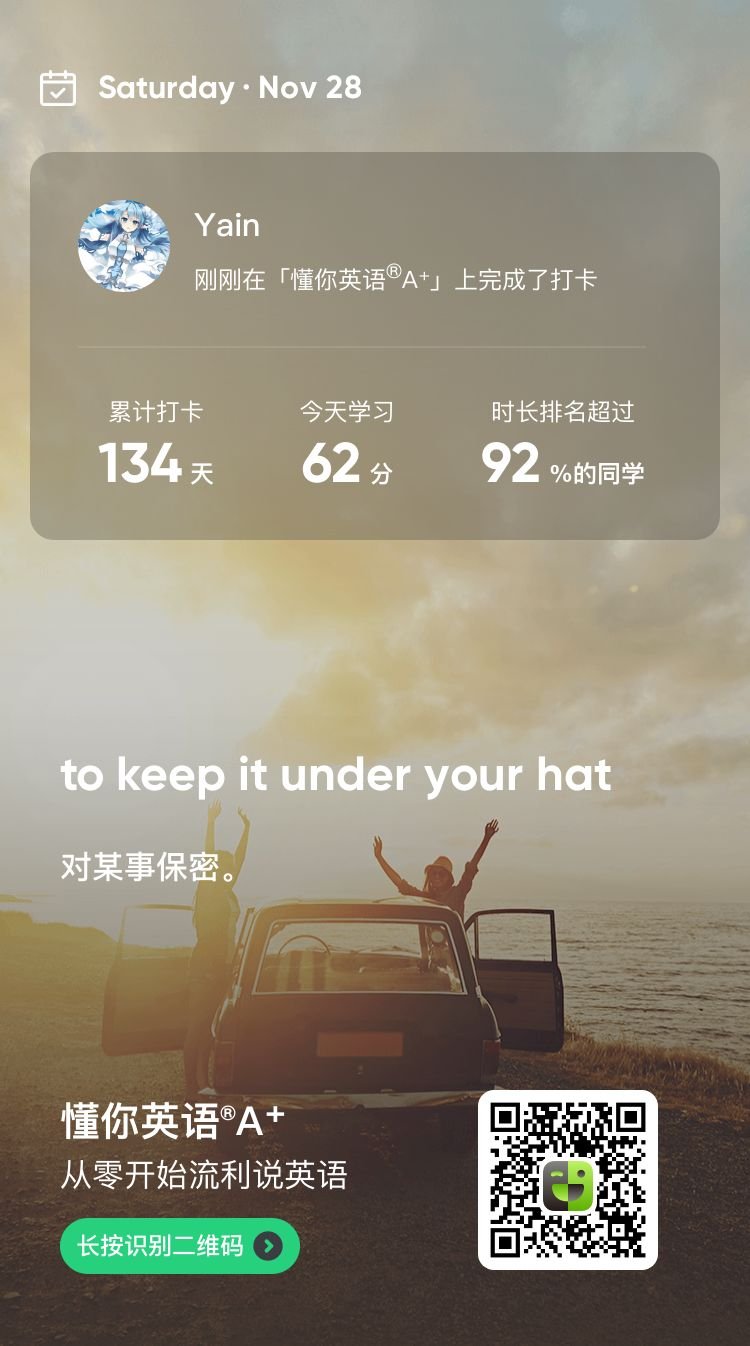 Saturday · Nov 28
Yain
刚刚在「懂你英语®A⁺」上完成了打卡
累计打卡 今天学习 时长排名超过
134 天 62 分 92 %的同学
to keep it under your hat
对某事保密。
懂你英语®A⁺
从零开始流利说英语
长按识别二维码